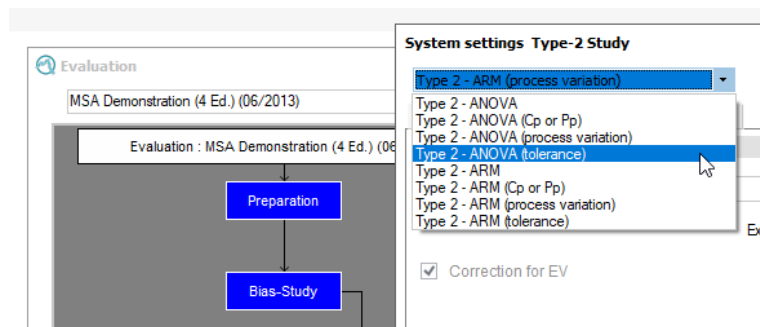 System settings Type-2 Study
Evaluation
Type 2 - ARM (process variation)
MSA Demonstration (4 Ed.) (06/2013)
Type 2 - ANOVA
Type 2 - ANOVA (Cp or Pp)
Type 2 - ANOVA (process variation)
Type 2 - ANOVA (tolerance)
Type 2 - ARM
Type 2 - ARM (Cp or Pp)
Type 2 - ARM (process variation)
Type 2 - ARM (tolerance)
Evaluation : MSA Demonstration (4 Ed.) (06
Preparation
Ex
Correction for EV
Bias-Study